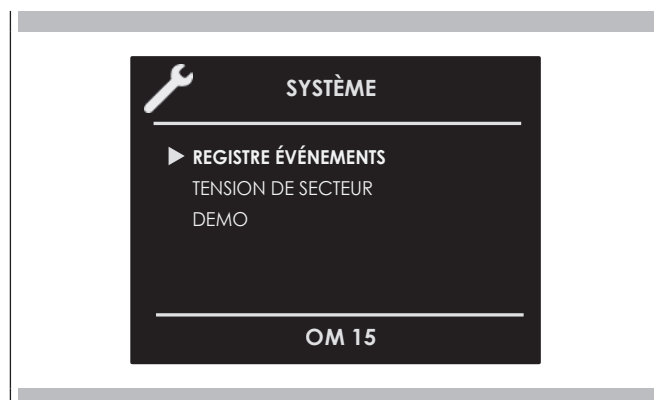 SYSTÈME
REGISTRE ÉVÉNEMENTS
TENSION DE SECTEUR
DEMO
OM 15